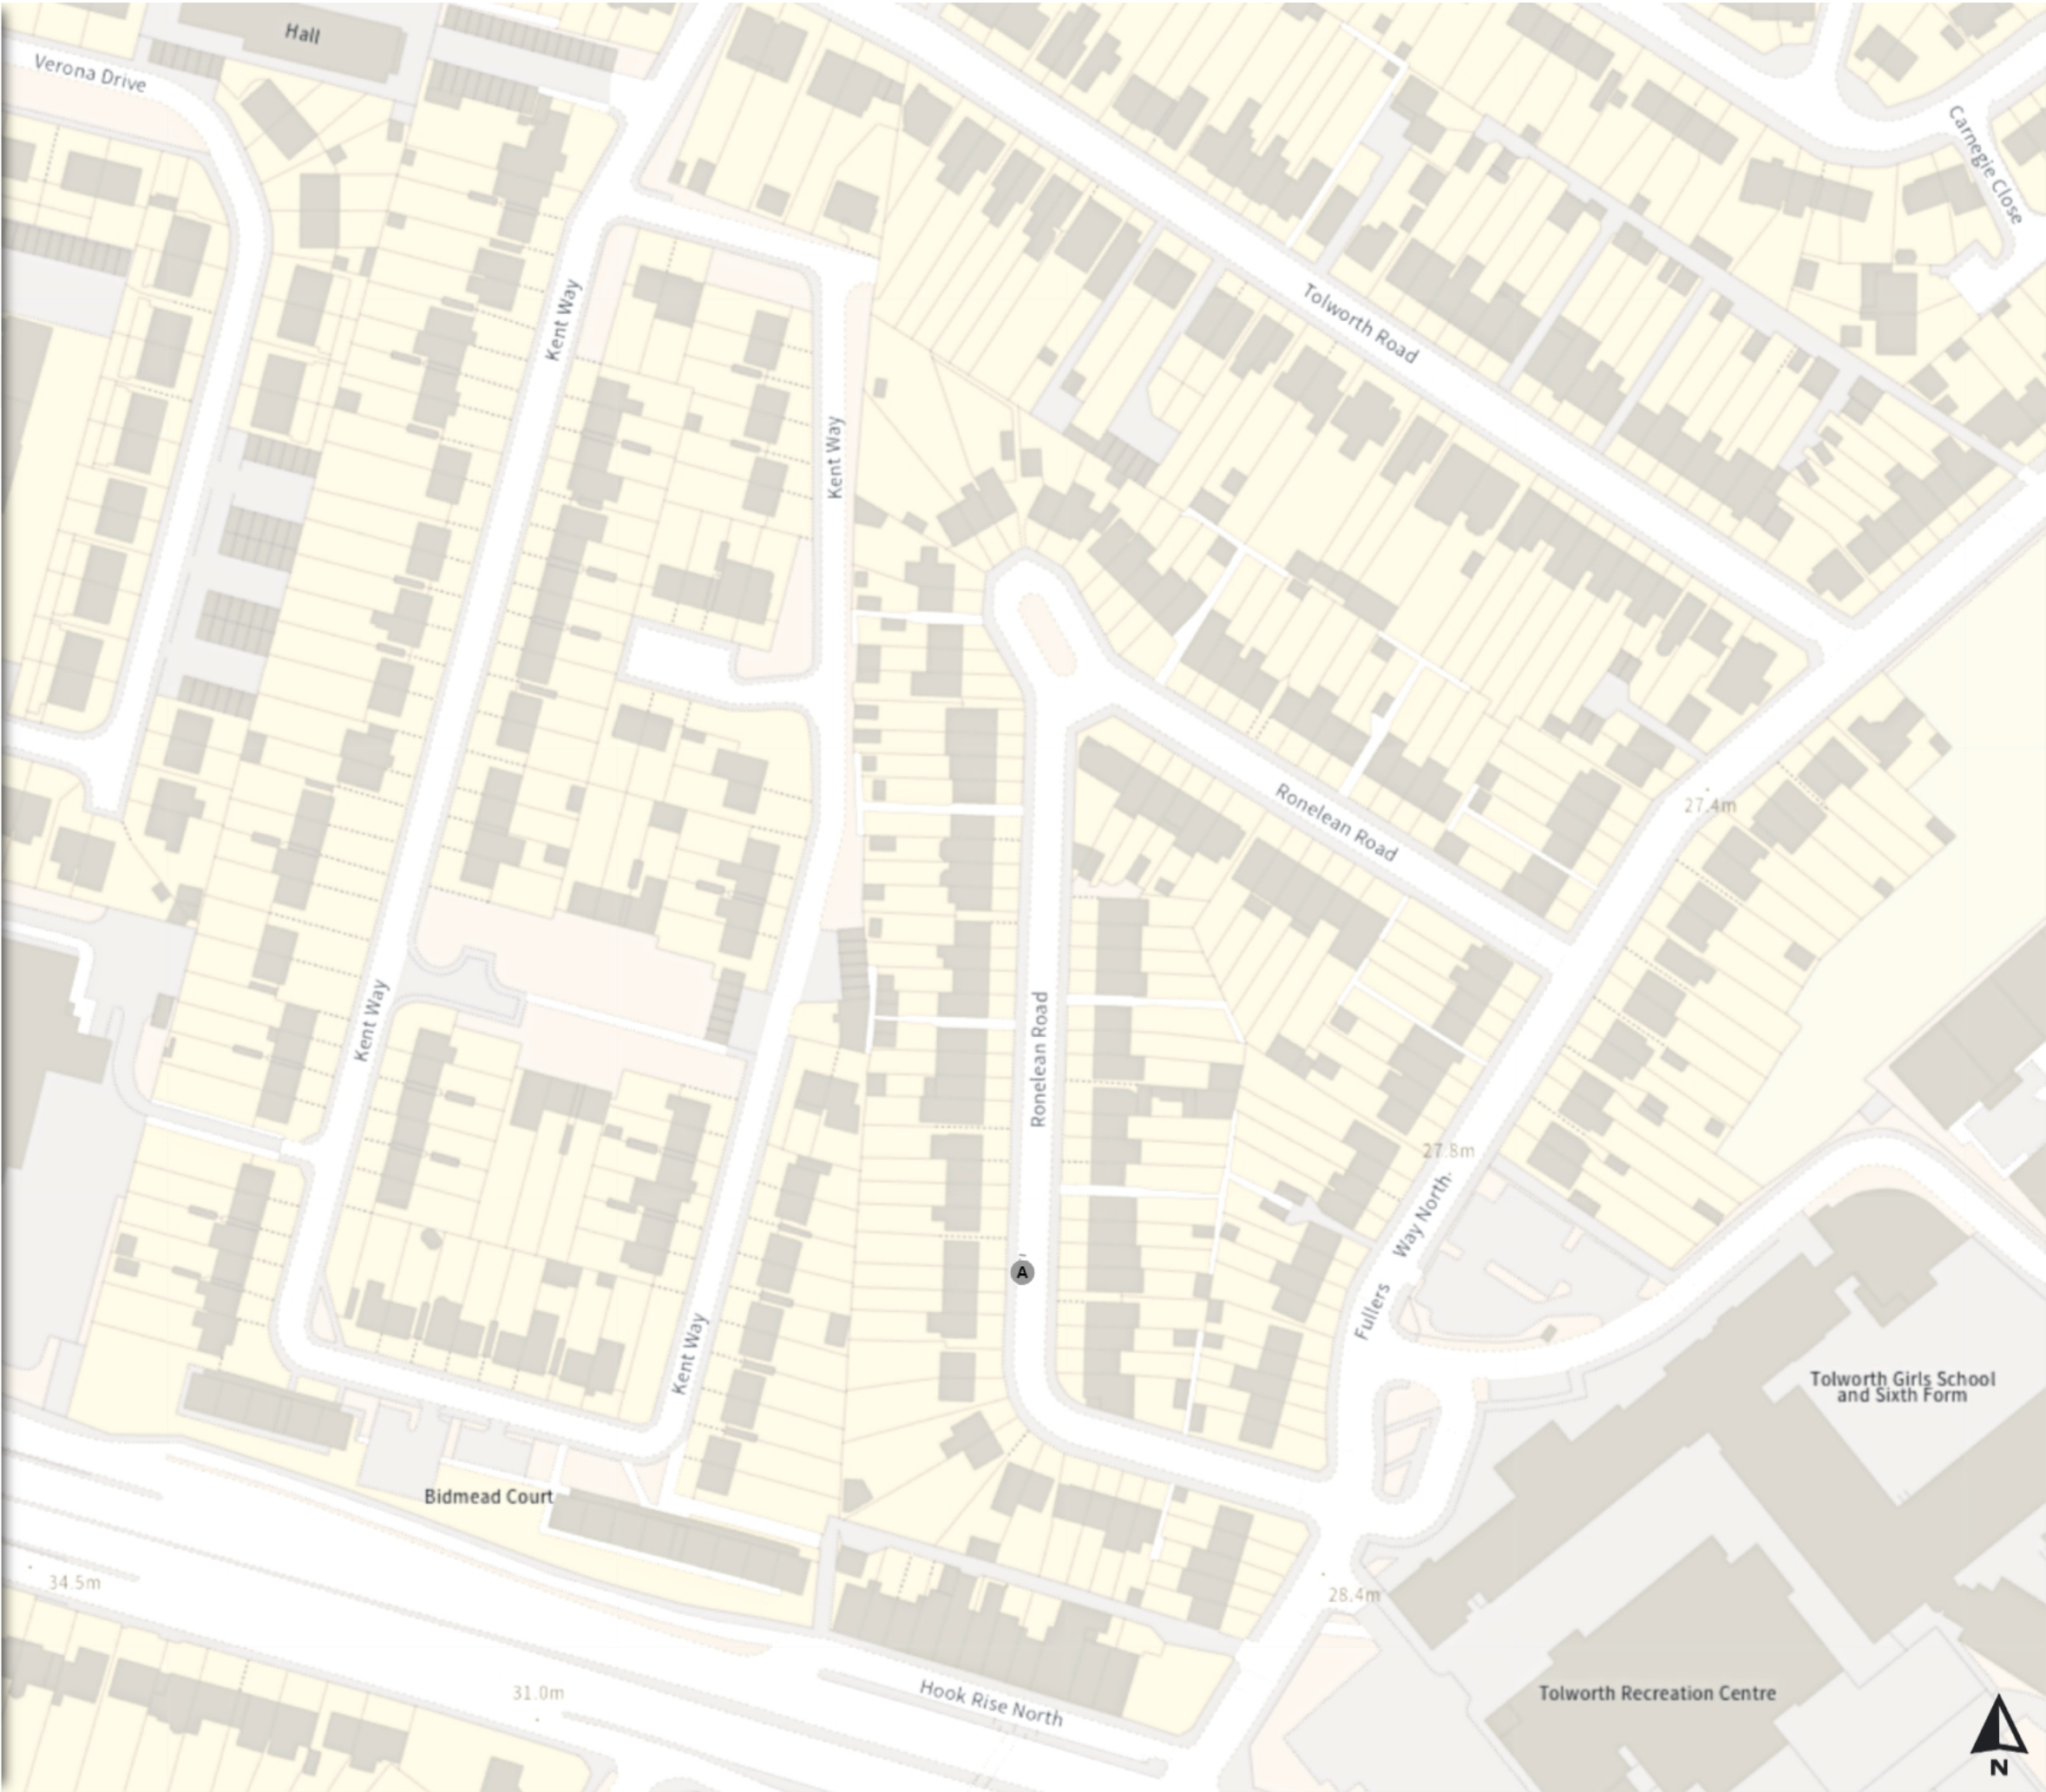 Hall
Verona Drive
Carnegie Close
Kent Way
Tolworth Road
Kent Way
Ronelean Road
27.4m
Kent Way
Ronelean Road
27.8m
Fullers Way North
A
Kent Way
Tolworth Girls School
and Sixth Form
Bidmead Court
34.5m
28.4m
31.0m
Hook Rise North
Tolworth Recreation Centre
N